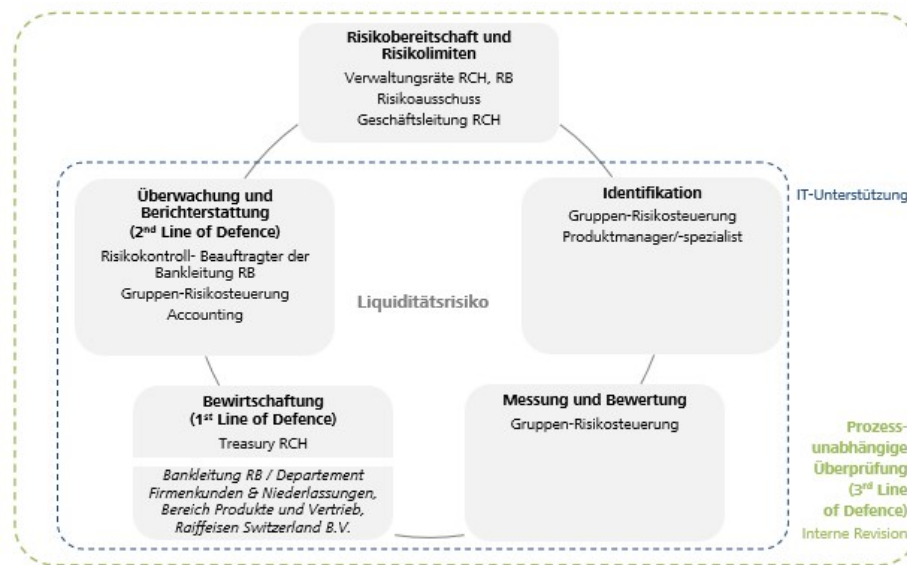 Risikobereitschaft und
Risikolimiten
Verwaltungsräte RCH, RB
Risikoausschuss
Geschäftsleitung RCH
Überwachung und
Berichterstattung
(2nd Line of Defence)
Risikokontroll- Beauftragter der
Bankleitung RB
Gruppen-Risikosteuerung
Accounting
Identifikation
Gruppen-Risikosteuerung
Produktmanager/-spezialist
IT-Unterstützung
Liquiditätsrisiko
Bewirtschaftung
(1st Line of Defence)
Treasury RCH
Bankleitung RB / Departement
Firmenkunden & Niederlassungen,
Bereich Produkte und Vertrieb,
Raiffeisen Switzerland B.V.
Messung und Bewertung
Gruppen-Risikosteuerung
Prozess-
unabhängige
Überprüfung
(3rd Line
of Defence)
Interne Revision